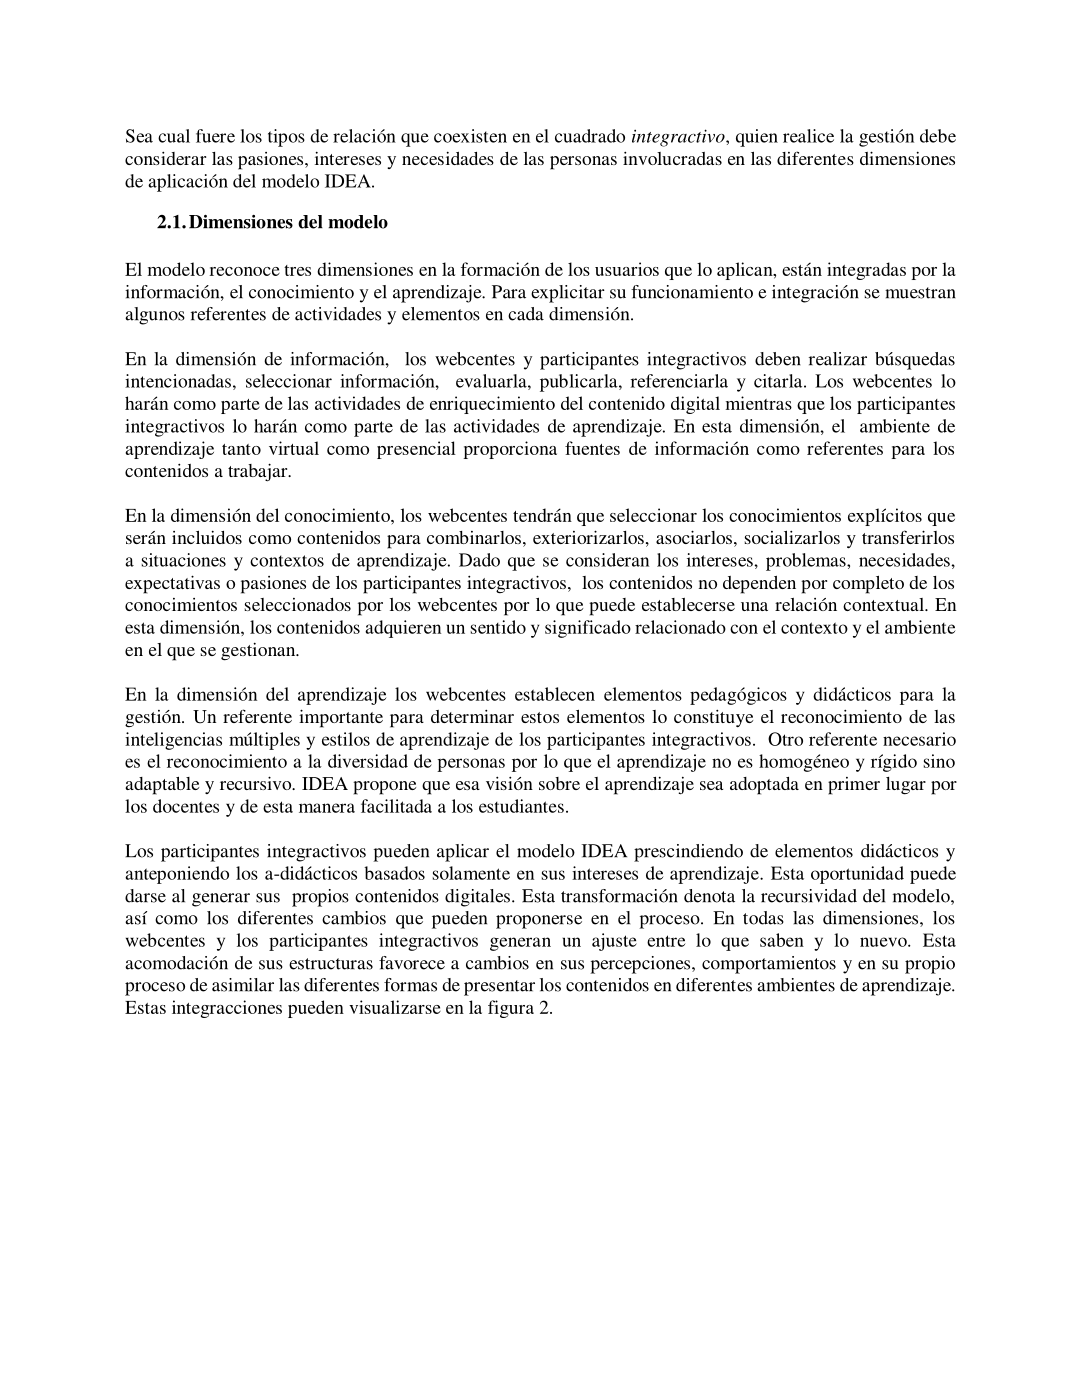 Sea cual fuere los tipos de relación que coexisten en el cuadrado integractivo, quien realice la gestión debe
considerar las pasiones, intereses y necesidades de las personas involucradas en las diferentes dimensiones
de aplicación del modelo IDEA.
2.1. Dimensiones del modelo
El modelo reconoce tres dimensiones en la formación de los usuarios que lo aplican, están integradas por la
información, el conocimiento y el aprendizaje. Para explicitar su funcionamiento e integración se muestran
algunos referentes de actividades y elementos en cada dimensión.
En la dimensión de información,  los webcentes y participantes integractivos deben realizar búsquedas
intencionadas, seleccionar información,  evaluarla, publicarla, referenciarla y citarla. Los webcentes lo
harán como parte de las actividades de enriquecimiento del contenido digital mientras que los participantes
integractivos lo harán como parte de las actividades de aprendizaje. En esta dimensión, el  ambiente de
aprendizaje tanto virtual como presencial proporciona fuentes de información como referentes para los
contenidos a trabajar.
En la dimensión del conocimiento, los webcentes tendrán que seleccionar los conocimientos explícitos que
serán incluidos como contenidos para combinarlos, exteriorizarlos, asociarlos, socializarlos y transferirlos
a situaciones y contextos de aprendizaje. Dado que se consideran los intereses, problemas, necesidades,
expectativas o pasiones de los participantes integractivos,  los contenidos no dependen por completo de los
conocimientos seleccionados por los webcentes por lo que puede establecerse una relación contextual. En
esta dimensión, los contenidos adquieren un sentido y significado relacionado con el contexto y el ambiente
en el que se gestionan.
En la dimensión del aprendizaje los webcentes establecen elementos pedagógicos y didácticos para la
gestión. Un referente importante para determinar estos elementos lo constituye el reconocimiento de las
inteligencias múltiples y estilos de aprendizaje de los participantes integractivos.  Otro referente necesario
es el reconocimiento a la diversidad de personas por lo que el aprendizaje no es homogéneo y rígido sino
adaptable y recursivo. IDEA propone que esa visión sobre el aprendizaje sea adoptada en primer lugar por
los docentes y de esta manera facilitada a los estudiantes.
Los participantes integractivos pueden aplicar el modelo IDEA prescindiendo de elementos didácticos y
anteponiendo los a-didácticos basados solamente en sus intereses de aprendizaje. Esta oportunidad puede
darse al generar sus  propios contenidos digitales. Esta transformación denota la recursividad del modelo,
así como los diferentes cambios que pueden proponerse en el proceso. En todas las dimensiones, los
webcentes y los participantes integractivos generan un ajuste entre lo que saben y lo nuevo. Esta
acomodación de sus estructuras favorece a cambios en sus percepciones, comportamientos y en su propio
proceso de asimilar las diferentes formas de presentar los contenidos en diferentes ambientes de aprendizaje.
Estas integracciones pueden visualizarse en la figura 2.